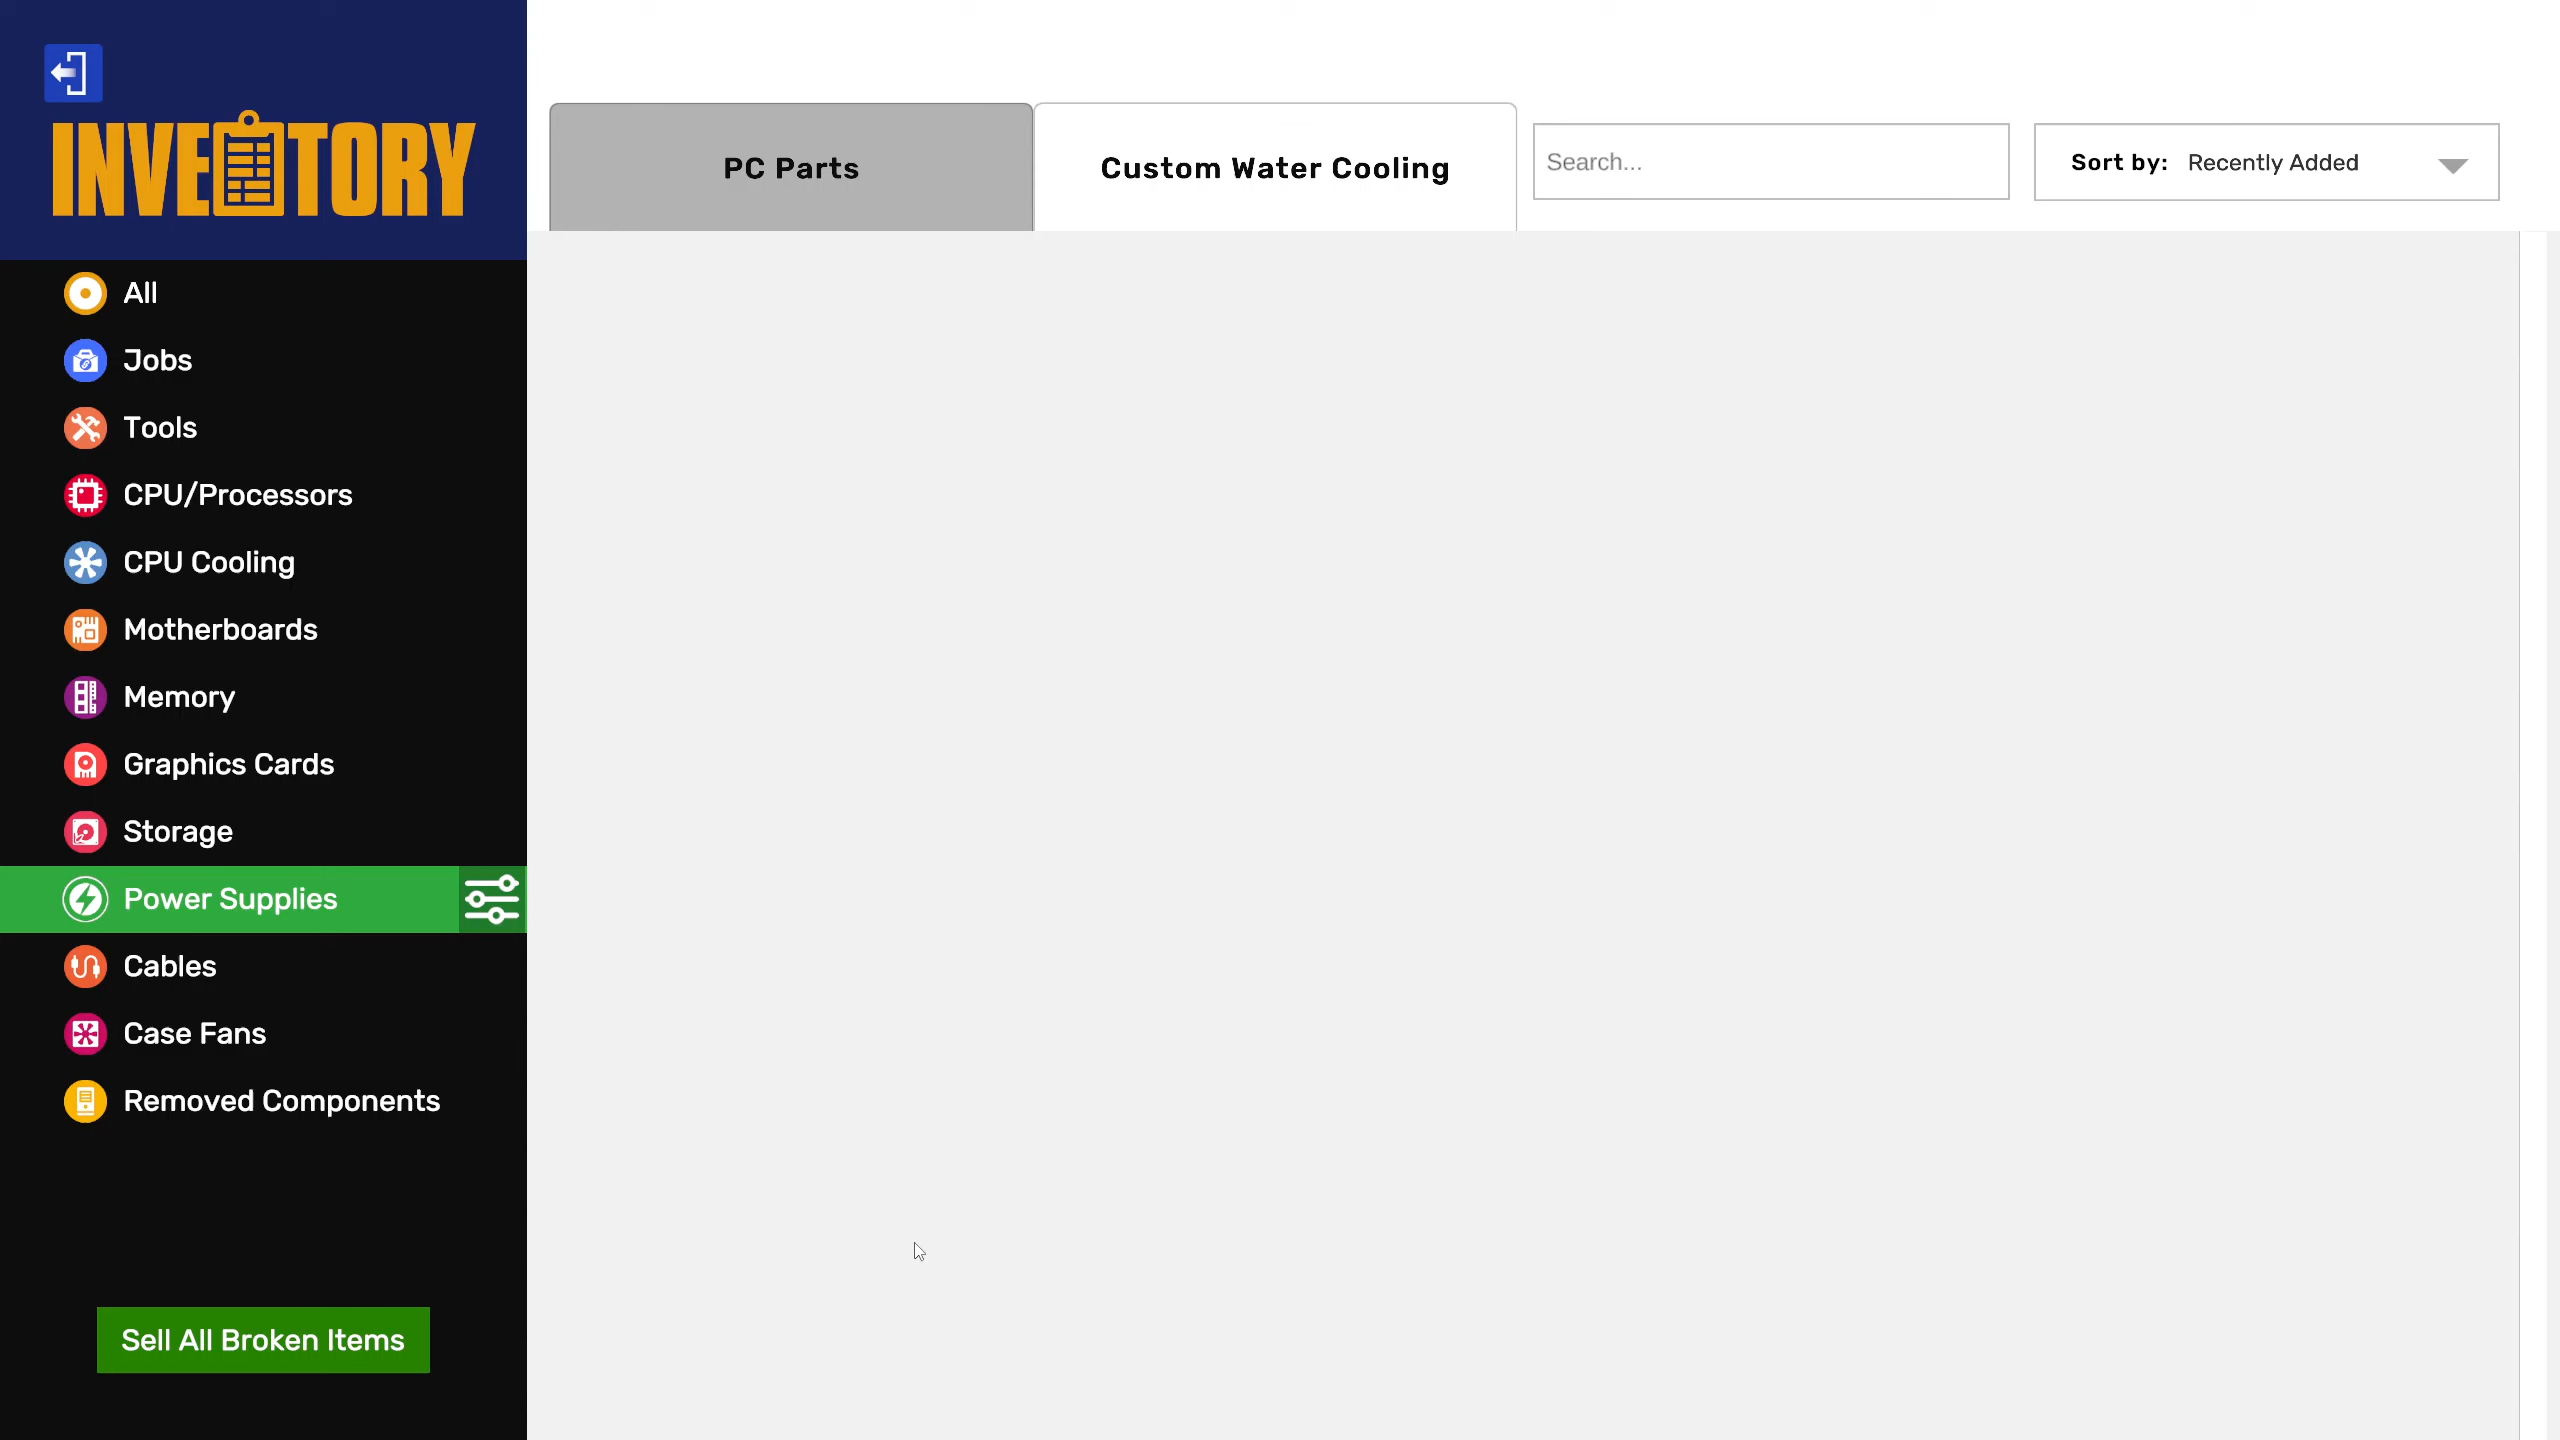 INVENTORY
PC Parts
Custom Water Cooling
Search...
Sort by: Recently Added
All
Jobs
Tools
CPU/Processors
CPU Cooling
Motherboards
Memory
Graphics Cards
Storage
Power Supplies
Cables
Case Fans
Removed Components
Sell All Broken Items